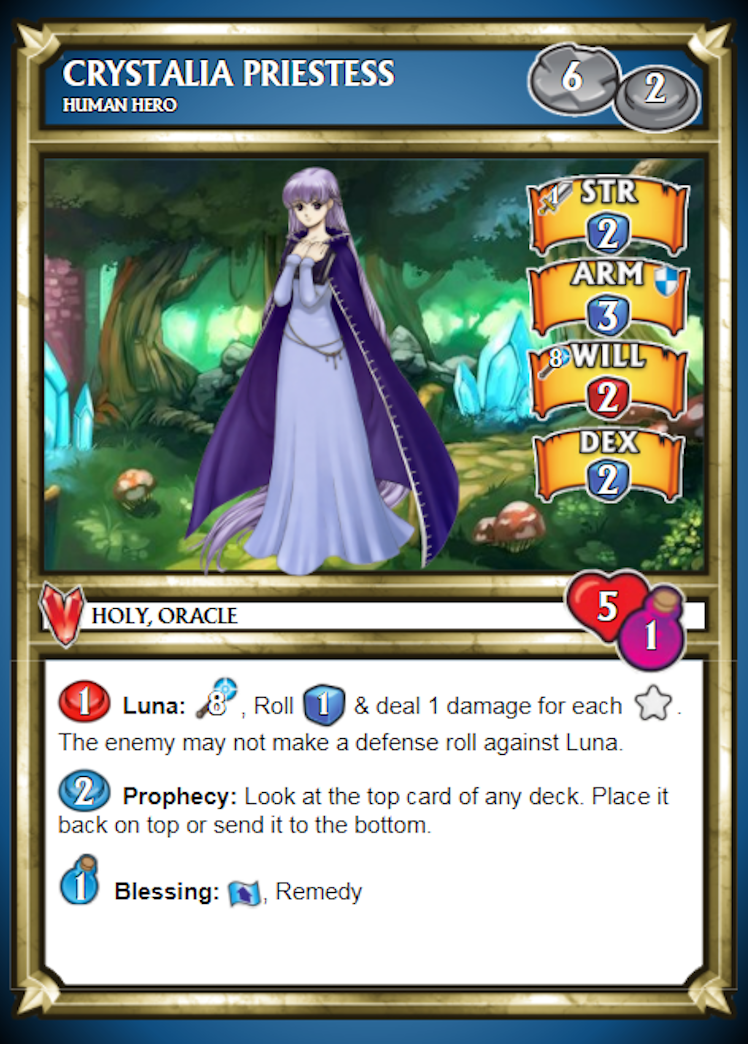 CRYSTALIA PRIESTESS
HUMAN HERO
6
2
1 STR
2
ARM
3
8 WILL
2
DEX
2
HOLY, ORACLE
5
1
1 Luna: 8, Roll 1 & deal 1 damage for each .
The enemy may not make a defense roll against Luna.
2 Prophecy: Look at the top card of any deck. Place it
back on top or send it to the bottom.
1 Blessing: , Remedy